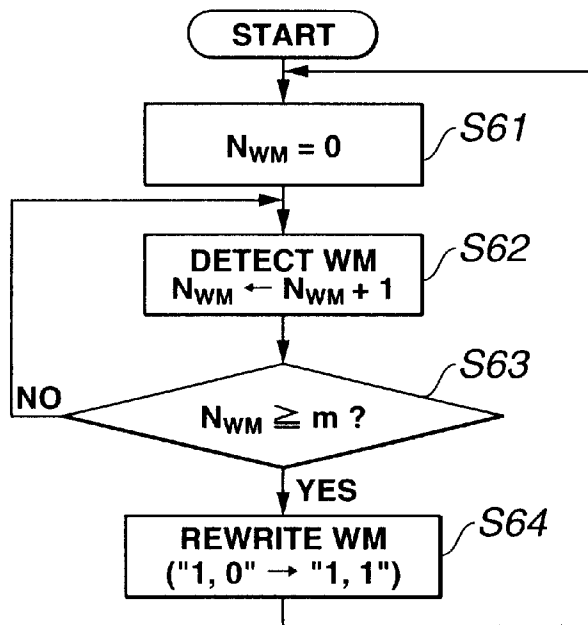 START
S61
N_WM = 0
S62
DETECT WM
N_WM ← N_WM + 1
S63
NO
N_WM ≧ m ?
YES
S64
REWRITE WM
("1, 0" → "1, 1")